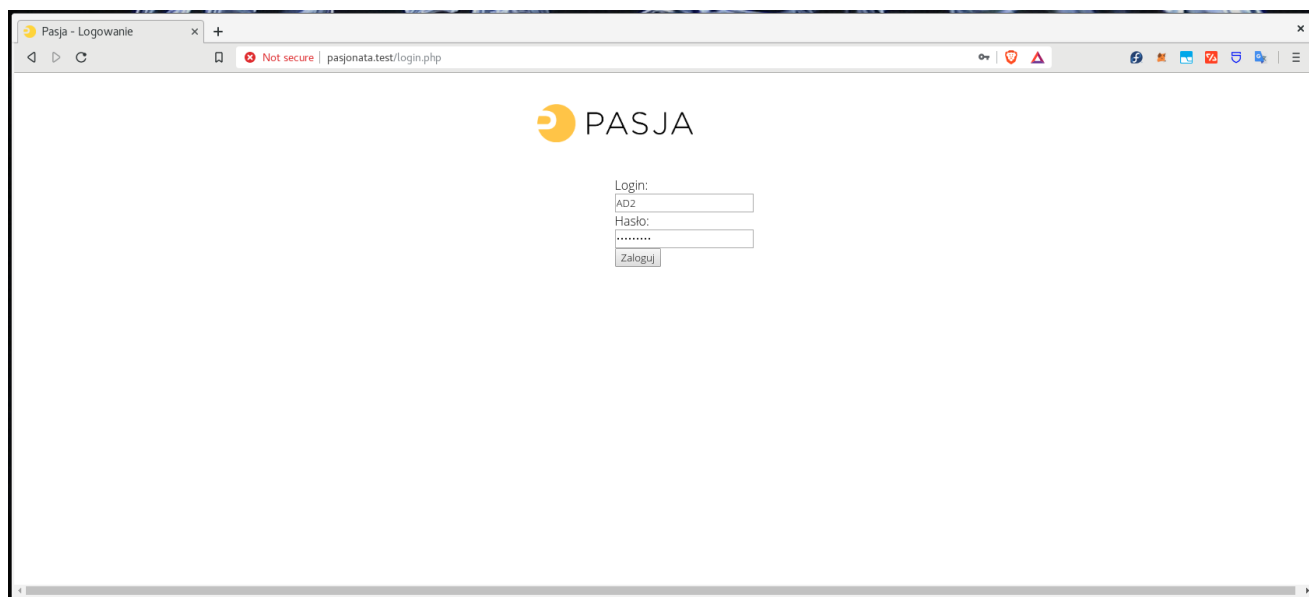 Pasja - Logowanie
Not secure pasjonata.test/login.php
PASJA
Login:
AD2
Hasło:
•••••••••
Zaloguj